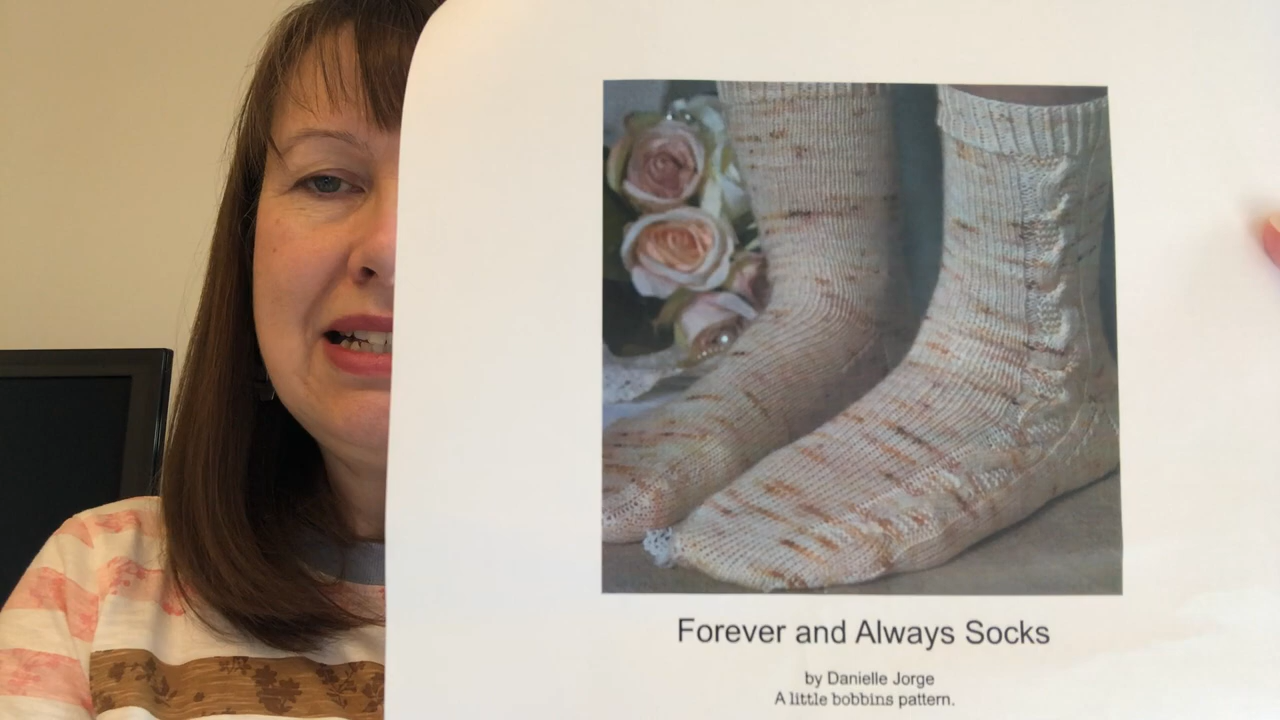 Forever and Always Socks
by Danielle Jorge
A little bobbins pattern.